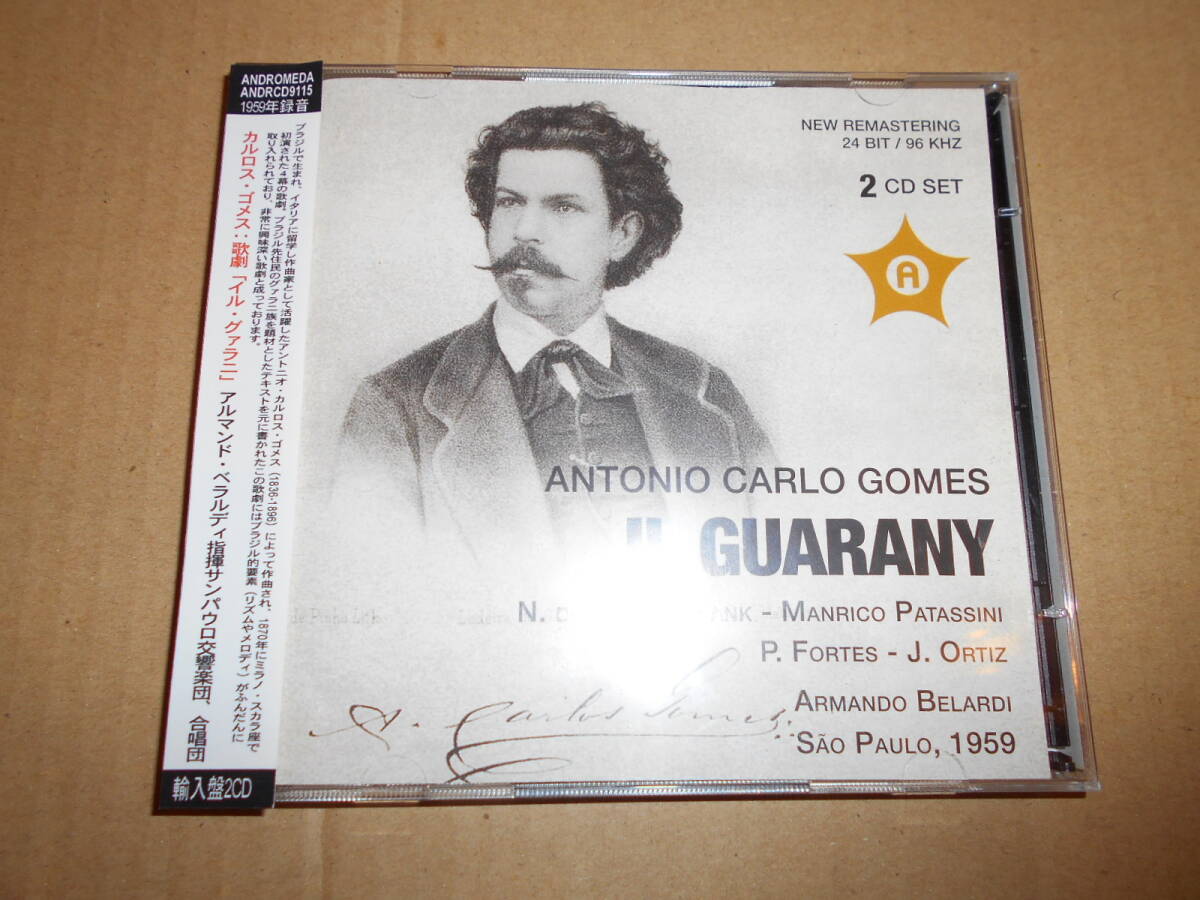 ANDROMEDA
ANDRCD9115
1959年録音
ブラジルで生まれ、イタリアに留学し作曲家として活躍したアントニオ・カルロス・ゴメス(1836-1896)によって作曲され、1870年にミラノ・スカラ座で
初演された4幕の歌劇。ブラジル先住民のグァラニ族を題材としたテキストを元に書かれたこの歌劇にはブラジル的要素(リズムやメロディ)がふんだんに
取り入れられており、非常に興味深い歌劇と成っております。
カルロス・ゴメス:歌劇「イル・グァラニ」アルマンド・ベラルディ指揮サンパウロ交響楽団、合唱団
輸入盤2CD
NEW REMASTERING
24 BIT / 96 KHZ
2 CD SET
A
ANTONIO CARLO GOMES
IL GUARANY
N. - MANRICO PATASSINI
P. FORTES - J. ORTIZ
ARMANDO BELARDI
SÃO PAULO, 1959
A. Carlos Gomes